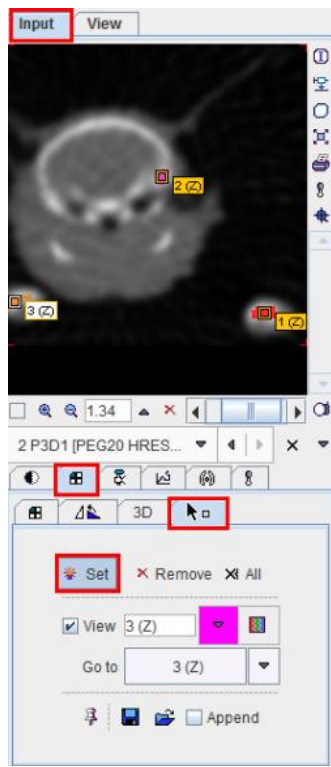 Input View
2 (Z)
3 (Z)
1 (Z)
1.34
2 P3D1 [PEG20 HRES...
3D
Set Remove All
View 3 (Z)
Go to 3 (Z)
Append